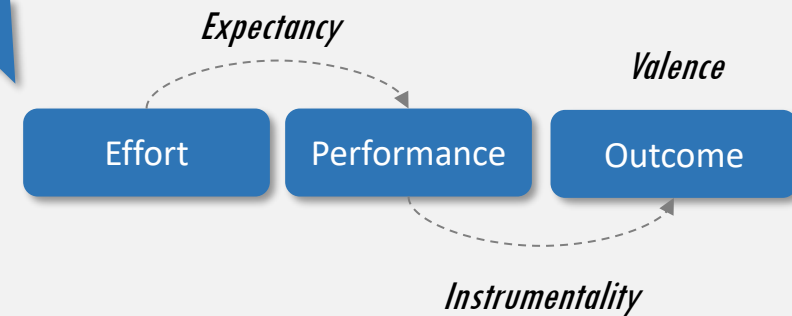 Expectancy
Valence
Effort
Performance
Outcome
Instrumentality